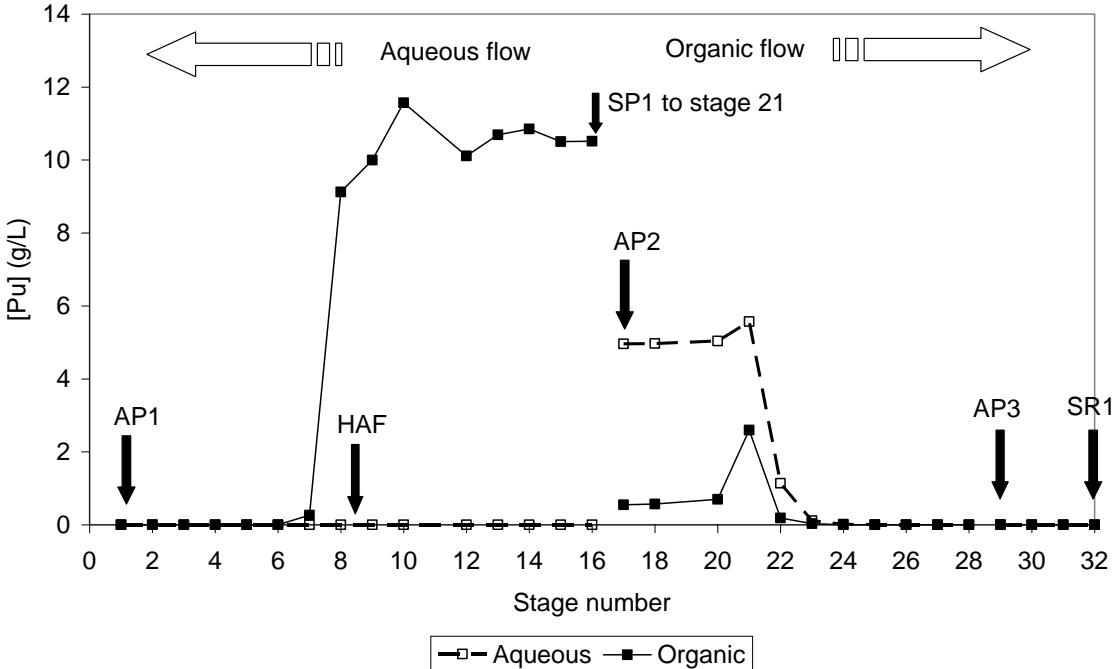 14
12
10
8
6
4
2
0
[Pu] (g/L)
Aqueous flow
Organic flow
SP1 to stage 21
AP2
AP1
HAF
AP3
SR1
0 2 4 6 8 10 12 14 16 18 20 22 24 26 28 30 32
Stage number
Aqueous Organic